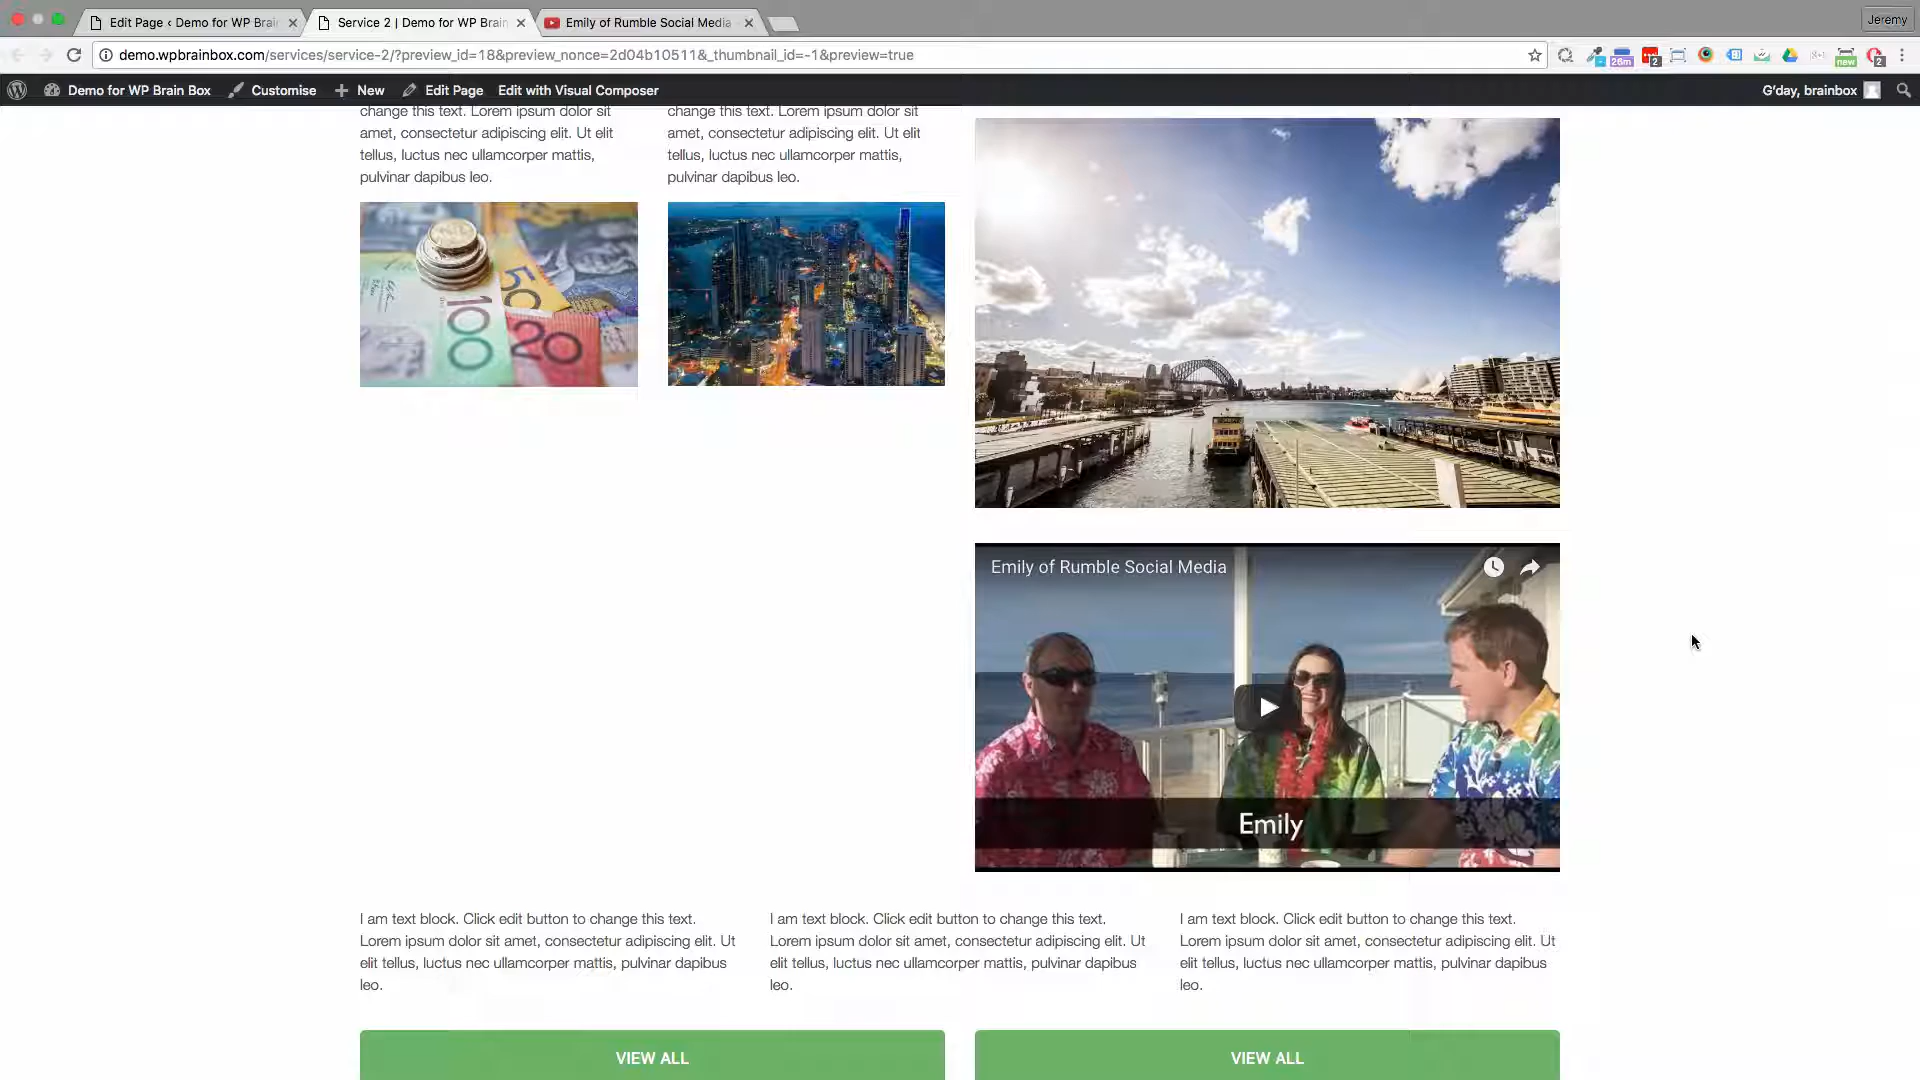 Edit Page ‹ Demo for WP Brai
Service 2 | Demo for WP Brain
Emily of Rumble Social Media
Jeremy
demo.wpbrainbox.com/services/service-2/?preview_id=18&preview_nonce=2d04b10511&_thumbnail_id=-1&preview=true
26m
2
new
2
Demo for WP Brain Box
Customise
New
Edit Page
Edit with Visual Composer
G'day, brainbox
change this text. Lorem ipsum dolor sit
amet, consectetur adipiscing elit. Ut elit
tellus, luctus nec ullamcorper mattis,
pulvinar dapibus leo.
change this text. Lorem ipsum dolor sit
amet, consectetur adipiscing elit. Ut elit
tellus, luctus nec ullamcorper mattis,
pulvinar dapibus leo.
50
100
20
Emily of Rumble Social Media
Emily
I am text block. Click edit button to change this text.
Lorem ipsum dolor sit amet, consectetur adipiscing elit. Ut
elit tellus, luctus nec ullamcorper mattis, pulvinar dapibus
leo.
I am text block. Click edit button to change this text.
Lorem ipsum dolor sit amet, consectetur adipiscing elit. Ut
elit tellus, luctus nec ullamcorper mattis, pulvinar dapibus
leo.
I am text block. Click edit button to change this text.
Lorem ipsum dolor sit amet, consectetur adipiscing elit. Ut
elit tellus, luctus nec ullamcorper mattis, pulvinar dapibus
leo.
VIEW ALL
VIEW ALL